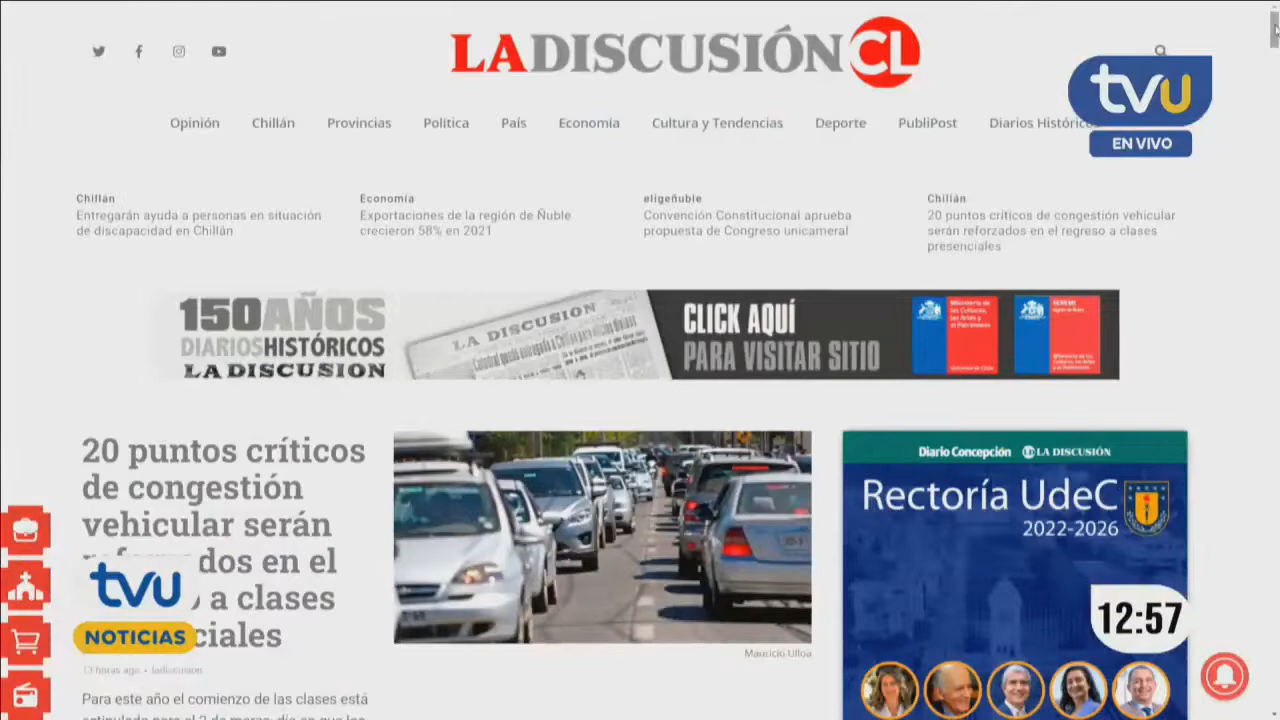 LADISCUSIÓN CL
tvu
EN VIVO
Opinión Chillán Provincias Política País Economía Cultura y Tendencias Deporte PubliPost Diarios Históricos
Chillán
Entregarán ayuda a personas en situación
de discapacidad en Chillán
Economía
Exportaciones de la región de Ñuble
crecieron 58% en 2021
eligeñuble
Convención Constitucional aprueba
propuesta de Congreso unicameral
Chillán
20 puntos críticos de congestión vehicular
serán reforzados en el regreso a clases
presenciales
150AÑOS
DIARIOSHISTÓRICOS
LA DISCUSION
LA DISCUSION
CLICK AQUÍ
PARA VISITAR SITIO
20 puntos críticos
de congestión
vehicular serán
dos en el
a clases
ciales
tvu
NOTICIAS
13 horas ago • ladiscusion
Para este año el comienzo de las clases está
Mauricio Ulloa
Diario Concepción LA DISCUSIÓN
Rectoría UdeC
2022-2026
12:57